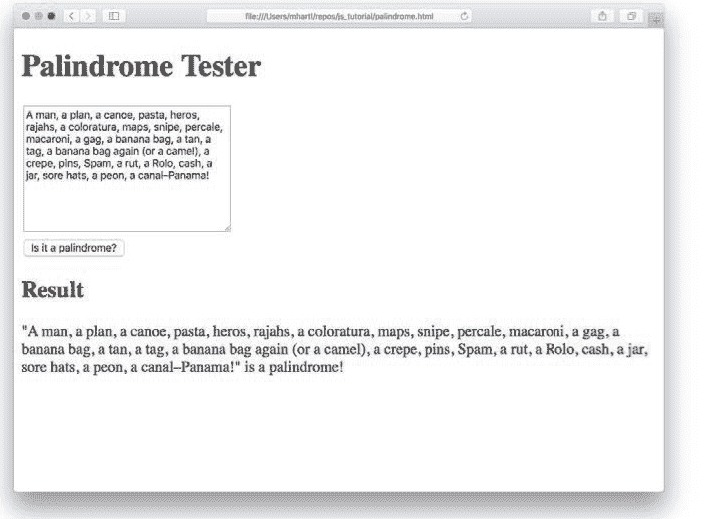 file:///Users/mhartl/repos/js_tutorial/palindrome.html
Palindrome Tester
A man, a plan, a canoe, pasta, heros,
rajahs, a coloratura, maps, snipe, percale,
macaroni, a gag, a banana bag, a tan, a
tag, a banana bag again (or a camel), a
crepe, pins, Spam, a rut, a Rolo, cash, a
jar, sore hats, a peon, a canal–Panama!
Is it a palindrome?
Result
"A man, a plan, a canoe, pasta, heros, rajahs, a coloratura, maps, snipe, percale, macaroni, a gag, a
banana bag, a tan, a tag, a banana bag again (or a camel), a crepe, pins, Spam, a rut, a Rolo, cash, a jar,
sore hats, a peon, a canal–Panama!" is a palindrome!